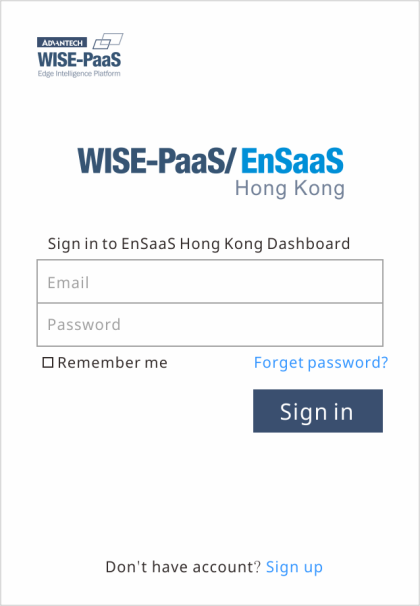 ADVANTECH
WISE-PaaS
Edge Intelligence Platform
WISE-PaaS/ EnSaaS
Hong Kong
Sign in to EnSaaS Hong Kong Dashboard
Email
Password
Remember me
Forget password?
Sign in
Don't have account? Sign up